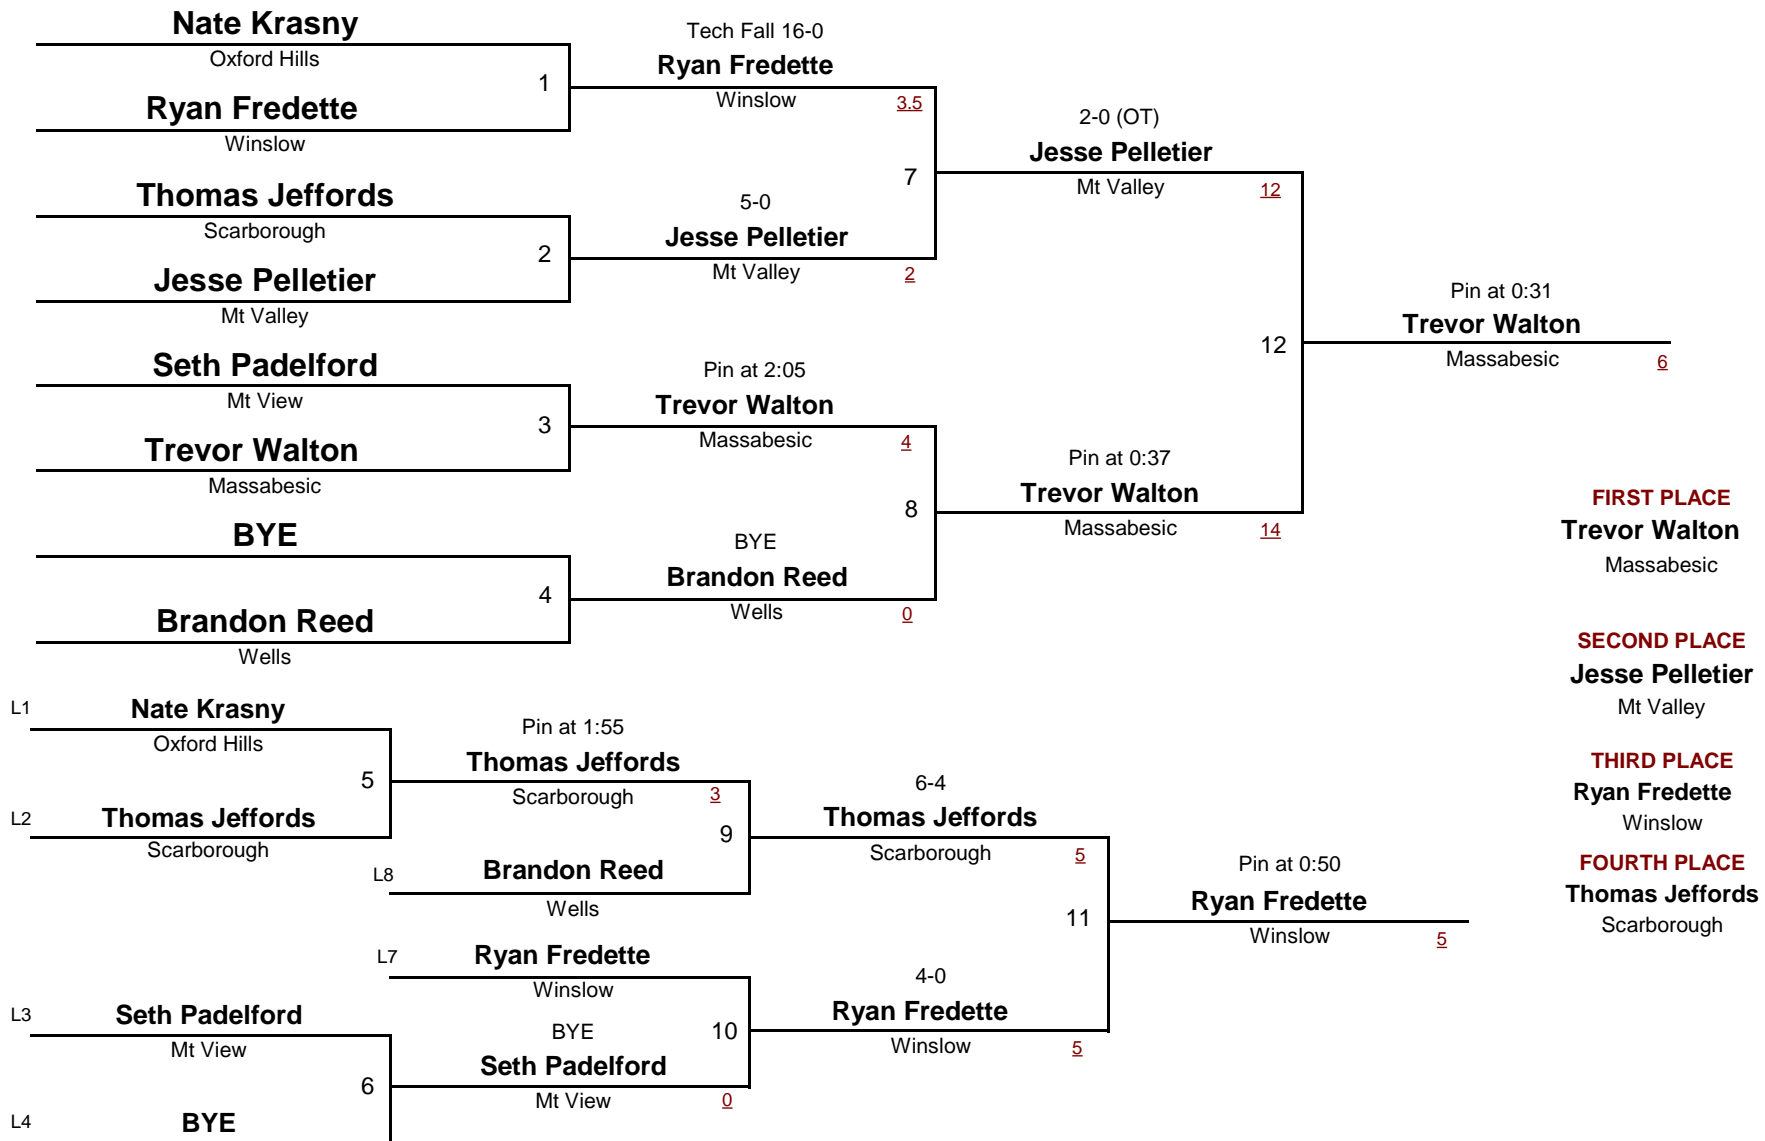 Nate Krasny
Oxford Hills
1
Ryan Fredette
Winslow
Tech Fall 16-0
Ryan Fredette
Winslow
3.5
Thomas Jeffords
Scarborough
2
Jesse Pelletier
Mt Valley
5-0
Jesse Pelletier
Mt Valley
2
7
2-0 (OT)
Jesse Pelletier
Mt Valley
12
Seth Padelford
Mt View
3
Trevor Walton
Massabesic
Pin at 2:05
Trevor Walton
Massabesic
4
BYE
4
Brandon Reed
Wells
BYE
Brandon Reed
Wells
0
8
Pin at 0:37
Trevor Walton
Massabesic
14
12
Pin at 0:31
Trevor Walton
Massabesic
6
FIRST PLACE
Trevor Walton
Massabesic
SECOND PLACE
Jesse Pelletier
Mt Valley
THIRD PLACE
Ryan Fredette
Winslow
FOURTH PLACE
Thomas Jeffords
Scarborough
L1
Nate Krasny
Oxford Hills
5
L2
Thomas Jeffords
Scarborough
Pin at 1:55
Thomas Jeffords
Scarborough
3
9
L8
Brandon Reed
Wells
6-4
Thomas Jeffords
Scarborough
5
L7
Ryan Fredette
Winslow
10
L3
Seth Padelford
Mt View
6
L4
BYE
BYE
Seth Padelford
Mt View
0
4-0
Ryan Fredette
Winslow
5
11
Pin at 0:50
Ryan Fredette
Winslow
5